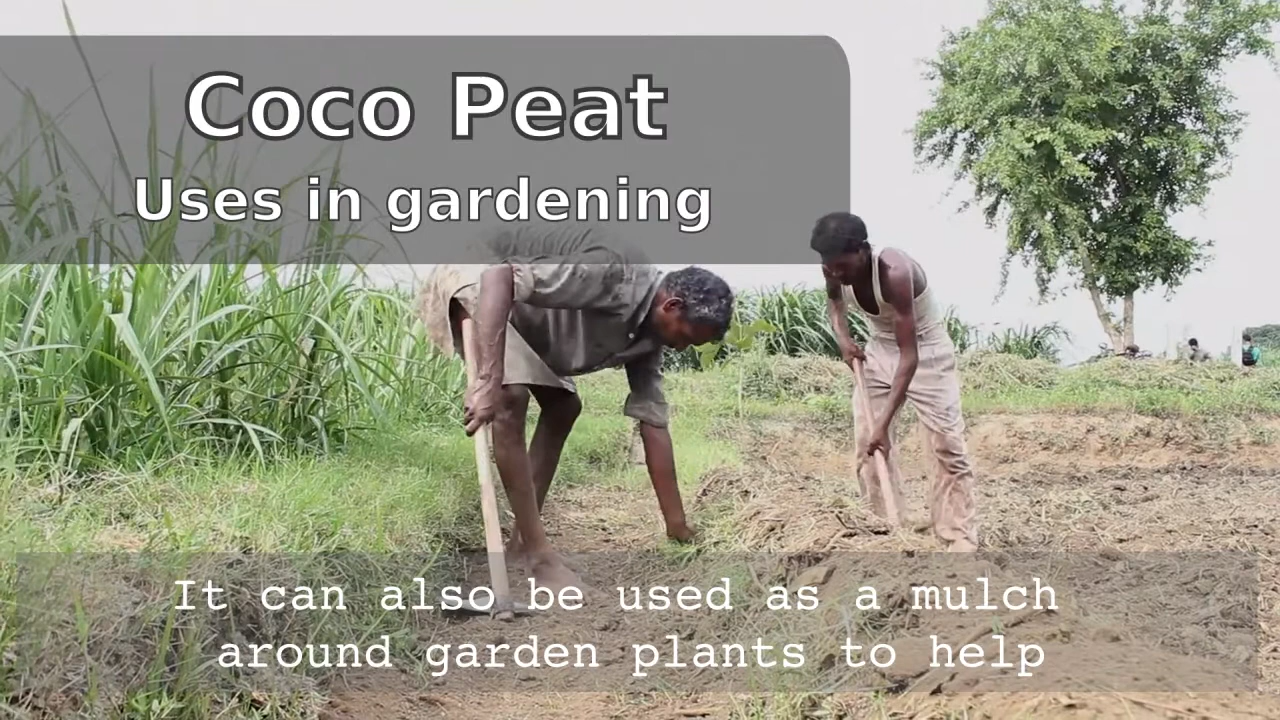 Coco Peat
Uses in gardening
It can also be used as a mulch
around garden plants to help